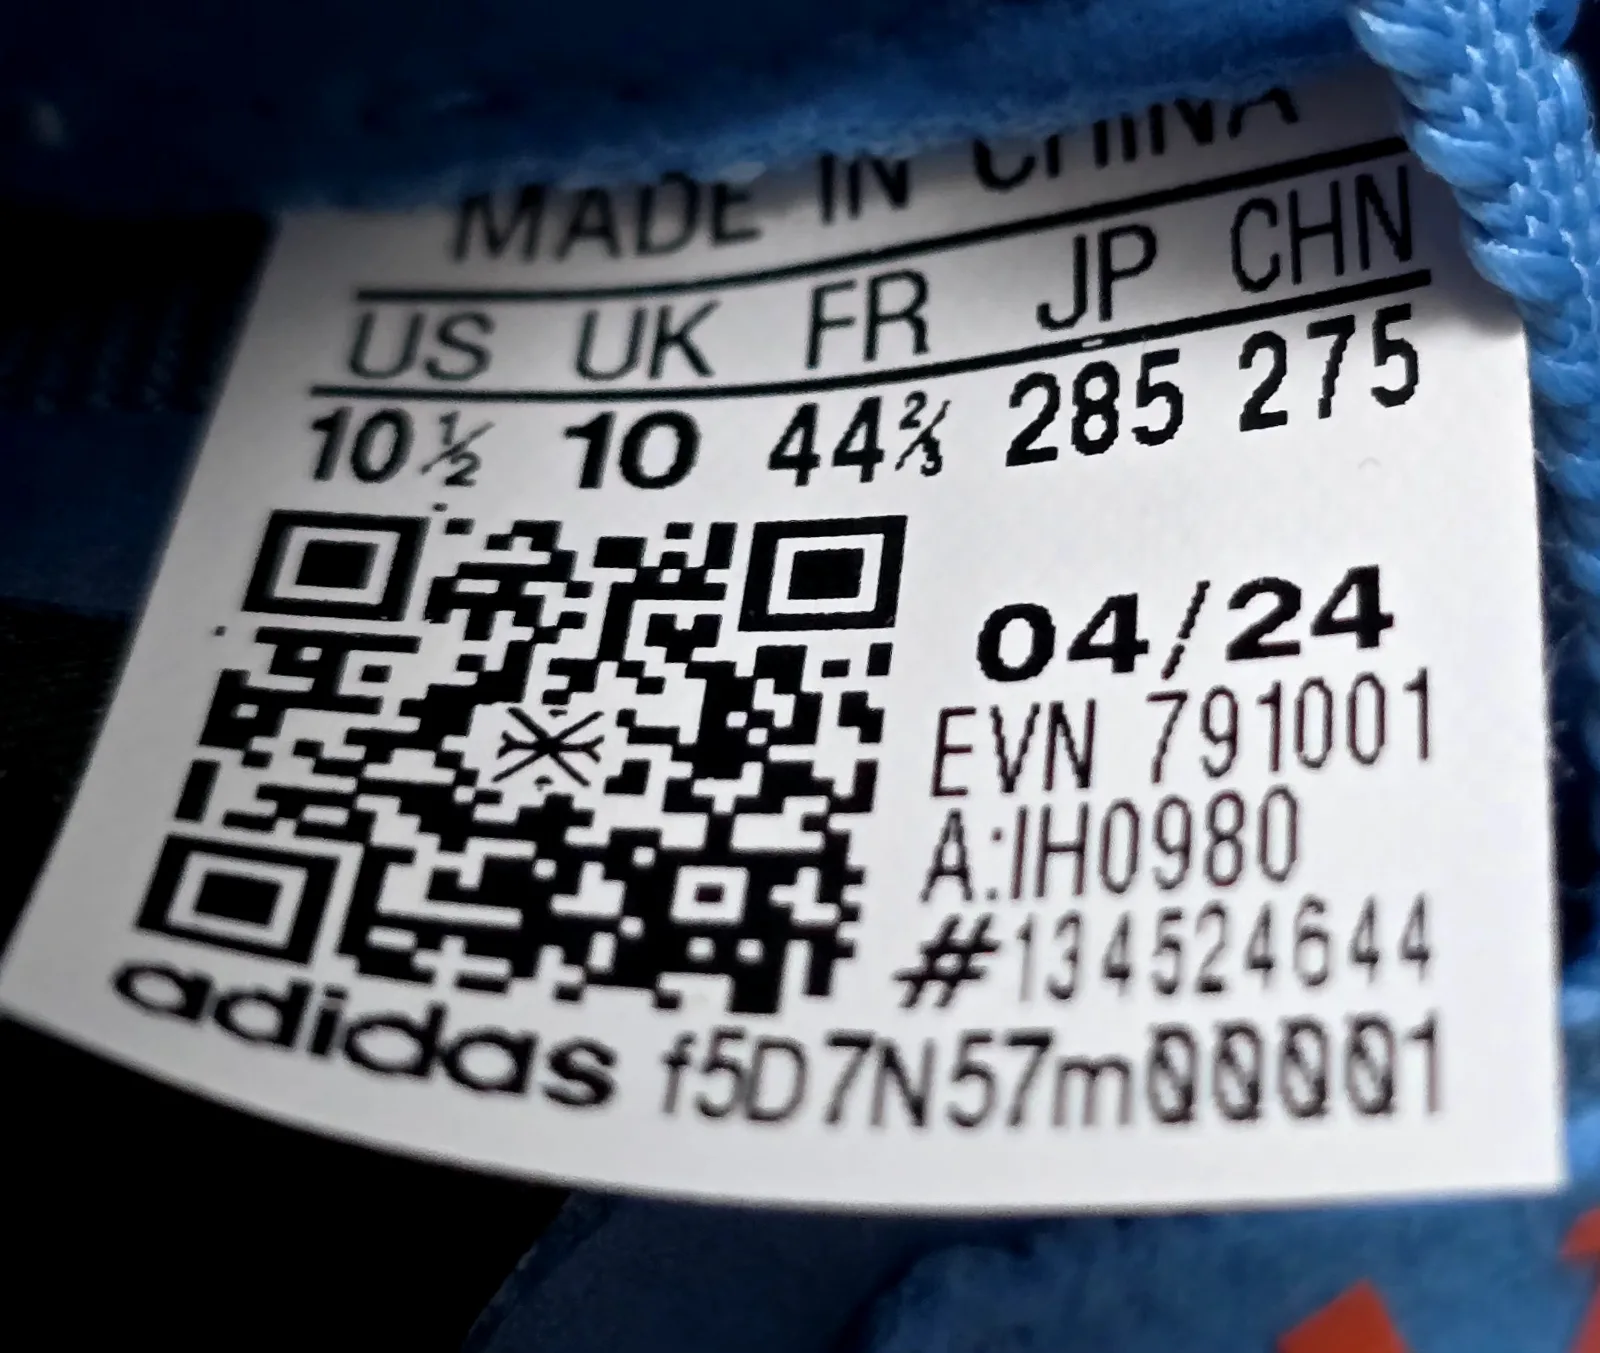 MADE IN CHINA
US UK FR JP CHN
10½ 10 44⅔ 285 275
04/24
EVN 791001
A:IH0980
#134524644
adidas f5D7N57m00001